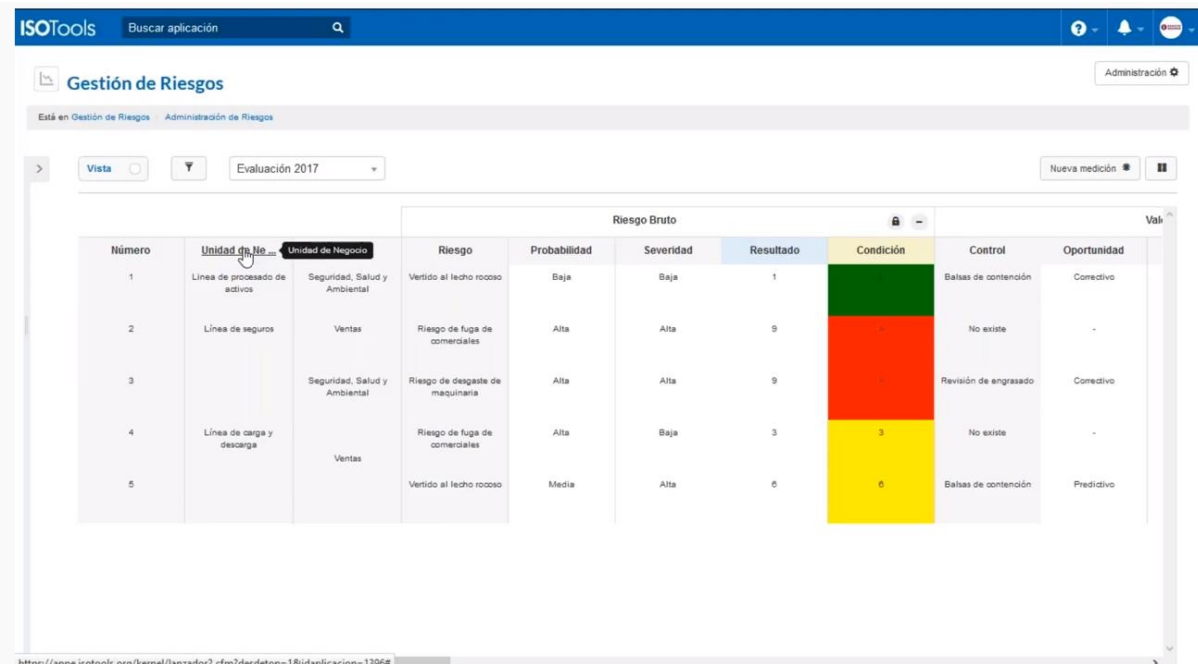 ISOTools
Buscar aplicación
Gestión de Riesgos
Administración
Está en Gestión de Riesgos Administración de Riesgos
Vista
Evaluación 2017
Nueva medición
Riesgo Bruto
Número Unidad de Ne ... Unidad de Negocio Riesgo Probabilidad Severidad Resultado Condición Control Oportunidad
1 Línea de procesado de activos Seguridad, Salud y Ambiental Vertido al lecho rocoso Baja Baja 1 Balsas de contención Correctivo
2 Línea de seguros Ventas Riesgo de fuga de comerciales Alta Alta 9 No existe -
3 Seguridad, Salud y Ambiental Riesgo de desgaste de maquinaria Alta Alta 9 Revisión de engrasado Correctivo
4 Línea de carga y descarga Ventas Riesgo de fuga de comerciales Alta Baja 3 3 No existe -
5 Vertido al lecho rocoso Media Alta 6 6 Balsas de contención Predictivo